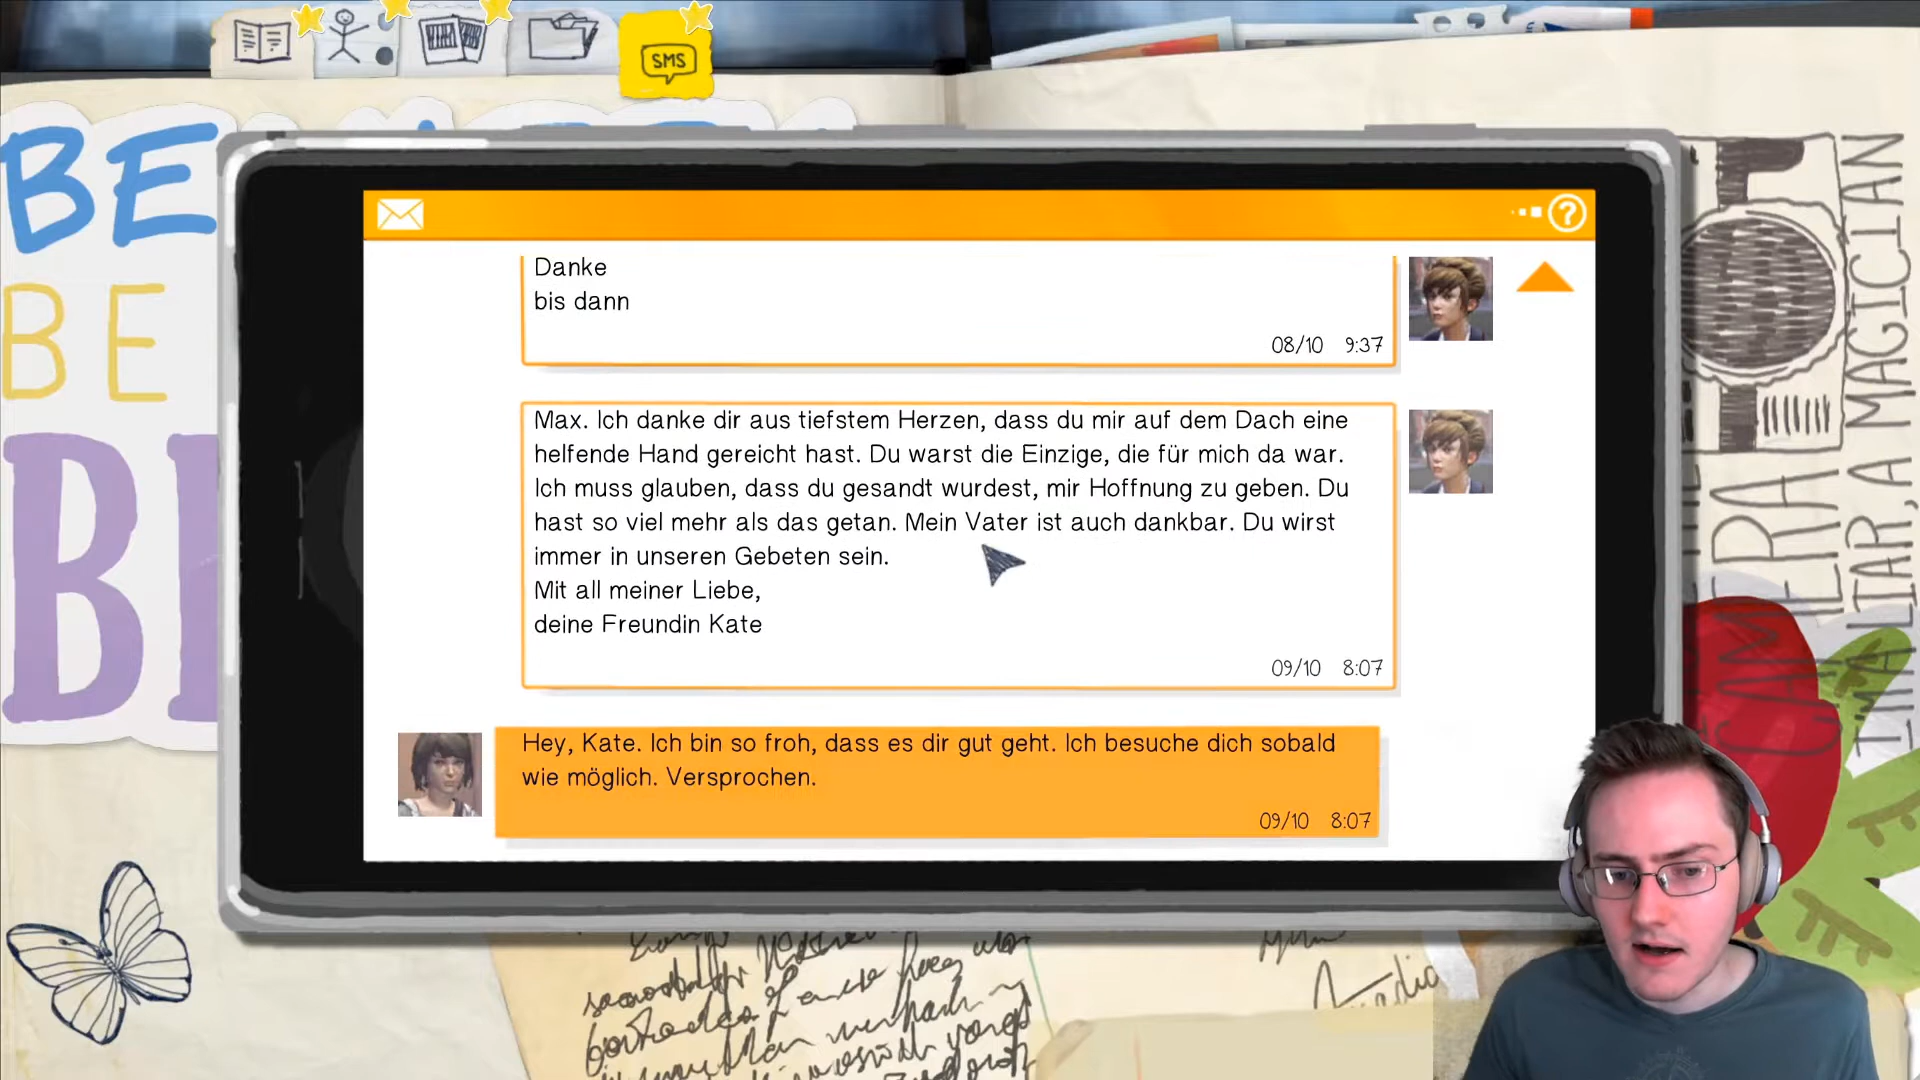 SMS
BE
BE
Danke
bis dann
08/10 9:37
Max. Ich danke dir aus tiefstem Herzen, dass du mir auf dem Dach eine
helfende Hand gereicht hast. Du warst die Einzige, die für mich da war.
Ich muss glauben, dass du gesandt wurdest, mir Hoffnung zu geben. Du
hast so viel mehr als das getan. Mein Vater ist auch dankbar. Du wirst
immer in unseren Gebeten sein.
Mit all meiner Liebe,
deine Freundin Kate
09/10 8:07
Hey, Kate. Ich bin so froh, dass es dir gut geht. Ich besuche dich sobald
wie möglich. Versprochen.
09/10 8:07
CAMERA
LIAR, A MAGICIAN